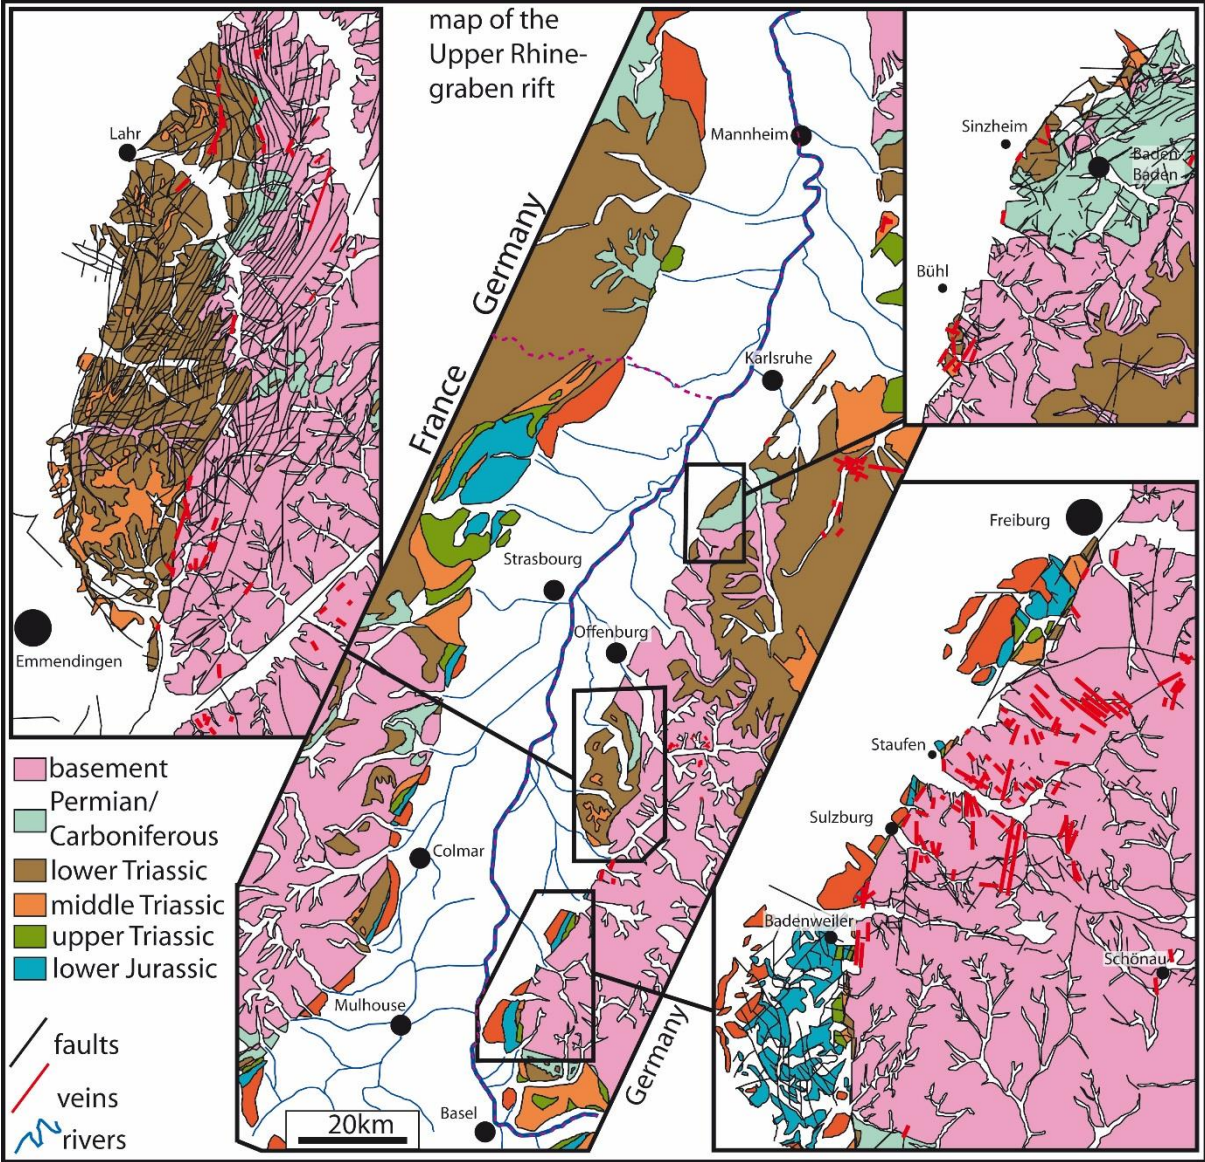 map of the
Upper Rhine-
graben rift
Lahr
Emmendingen
Mannheim
Germany
France
Karlsruhe
Strasbourg
Offenburg
Colmar
Mulhouse
Basel
Germany
20km
Sinzheim
Baden
Baden
Bühl
Freiburg
Staufen
Sulzburg
Badenweiler
Schönau
basement
Permian/
Carboniferous
lower Triassic
middle Triassic
upper Triassic
lower Jurassic
faults
veins
rivers